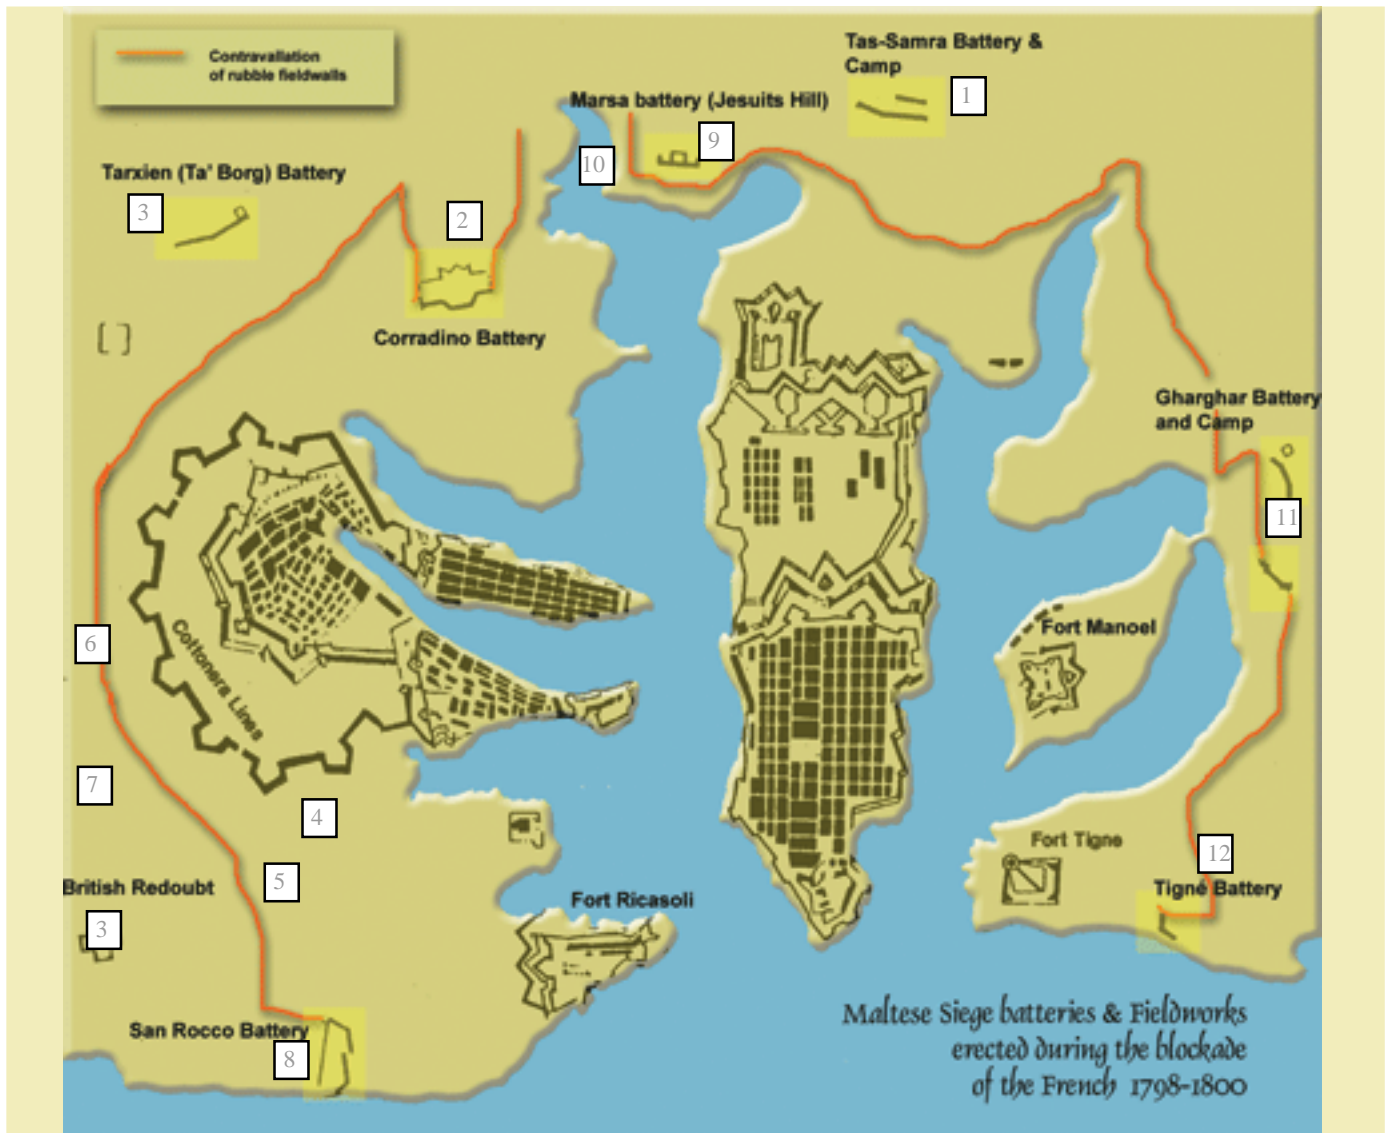 Contravallation
of rubble fieldwalls
Tas-Samra Battery &
Camp
1
Marsa battery (Jesuits Hill)
9
10
Tarxien (Ta' Borg) Battery
3
2
Corradino Battery
Gharghar Battery
and Camp
11
6
Cottonera Lines
Fort Manoel
7
4
5
Fort Tigne
12
Tigné Battery
British Redoubt
3
Fort Ricasoli
San Rocco Battery
8
Maltese Siege batteries & Fieldworks
erected during the blockade
of the French 1798-1800